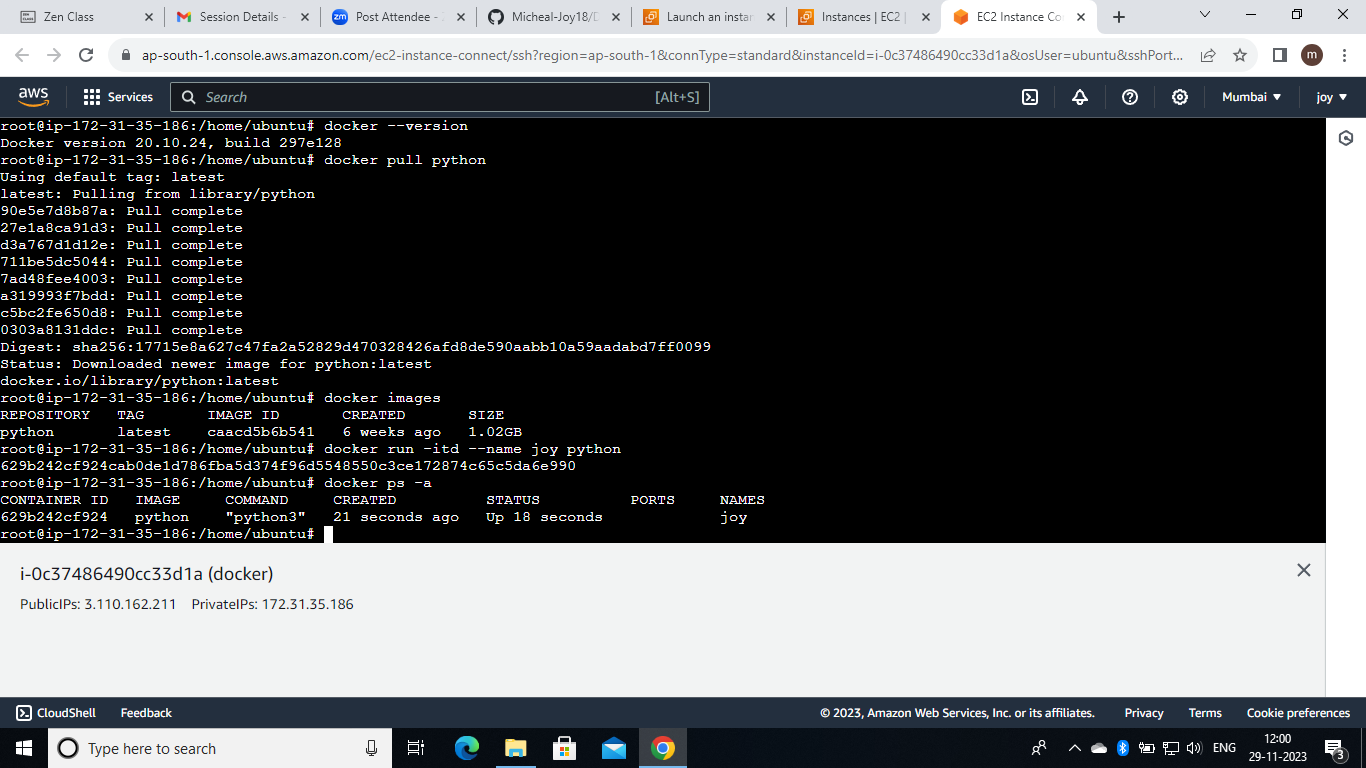 Zen Class
Session Details -
zm Post Attendee -
Micheal-Joy18/D
Launch an instan
Instances | EC2 |
EC2 Instance Co
ap-south-1.console.aws.amazon.com/ec2-instance-connect/ssh?region=ap-south-1&connType=standard&instanceId=i-0c37486490cc33d1a&osUser=ubuntu&sshPort...
m
aws Services Search [Alt+S] Mumbai joy
root@ip-172-31-35-186:/home/ubuntu# docker --version
Docker version 20.10.24, build 297e128
root@ip-172-31-35-186:/home/ubuntu# docker pull python
Using default tag: latest
latest: Pulling from library/python
90e5e7d8b87a: Pull complete
27e1a8ca91d3: Pull complete
d3a767d1d12e: Pull complete
711be5dc5044: Pull complete
7ad48fee4003: Pull complete
a319993f7bdd: Pull complete
c5bc2fe650d8: Pull complete
0303a8131ddc: Pull complete
Digest: sha256:17715e8a627c47fa2a52829d470328426afd8de590aabb10a59aadabd7ff0099
Status: Downloaded newer image for python:latest
docker.io/library/python:latest
root@ip-172-31-35-186:/home/ubuntu# docker images
REPOSITORY TAG IMAGE ID CREATED SIZE
python latest caacd5b6b541 6 weeks ago 1.02GB
root@ip-172-31-35-186:/home/ubuntu# docker run -itd --name joy python
629b242cf924cab0de1d786fba5d374f96d5548550c3ce172874c65c5da6e990
root@ip-172-31-35-186:/home/ubuntu# docker ps -a
CONTAINER ID IMAGE COMMAND CREATED STATUS PORTS NAMES
629b242cf924 python "python3" 21 seconds ago Up 18 seconds joy
root@ip-172-31-35-186:/home/ubuntu#
i-0c37486490cc33d1a (docker)
PublicIPs: 3.110.162.211 PrivateIPs: 172.31.35.186
CloudShell Feedback © 2023, Amazon Web Services, Inc. or its affiliates. Privacy Terms Cookie preferences
Type here to search
ENG
12:00
29-11-2023
3